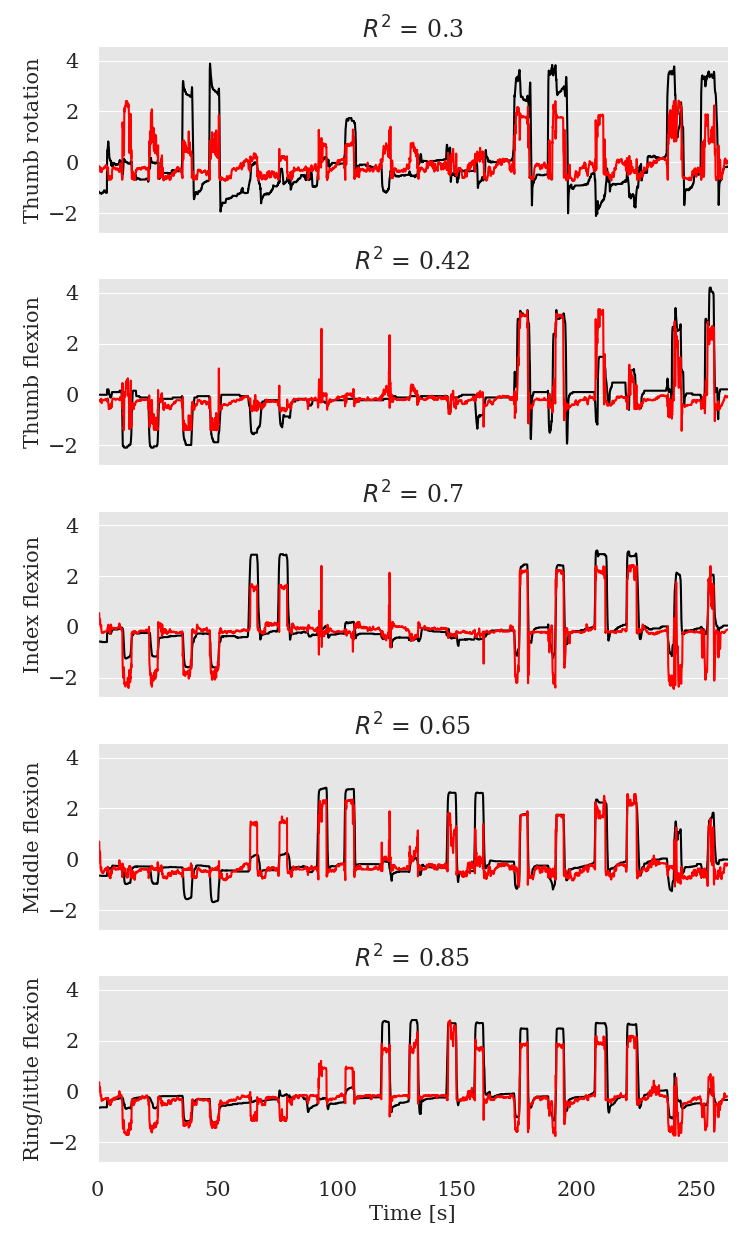 R² = 0.3
Thumb rotation
4
2
0
−2
R² = 0.42
Thumb flexion
4
2
0
−2
R² = 0.7
Index flexion
4
2
0
−2
R² = 0.65
Middle flexion
4
2
0
−2
R² = 0.85
Ring/little flexion
4
2
0
−2
0 50 100 150 200 250
Time [s]